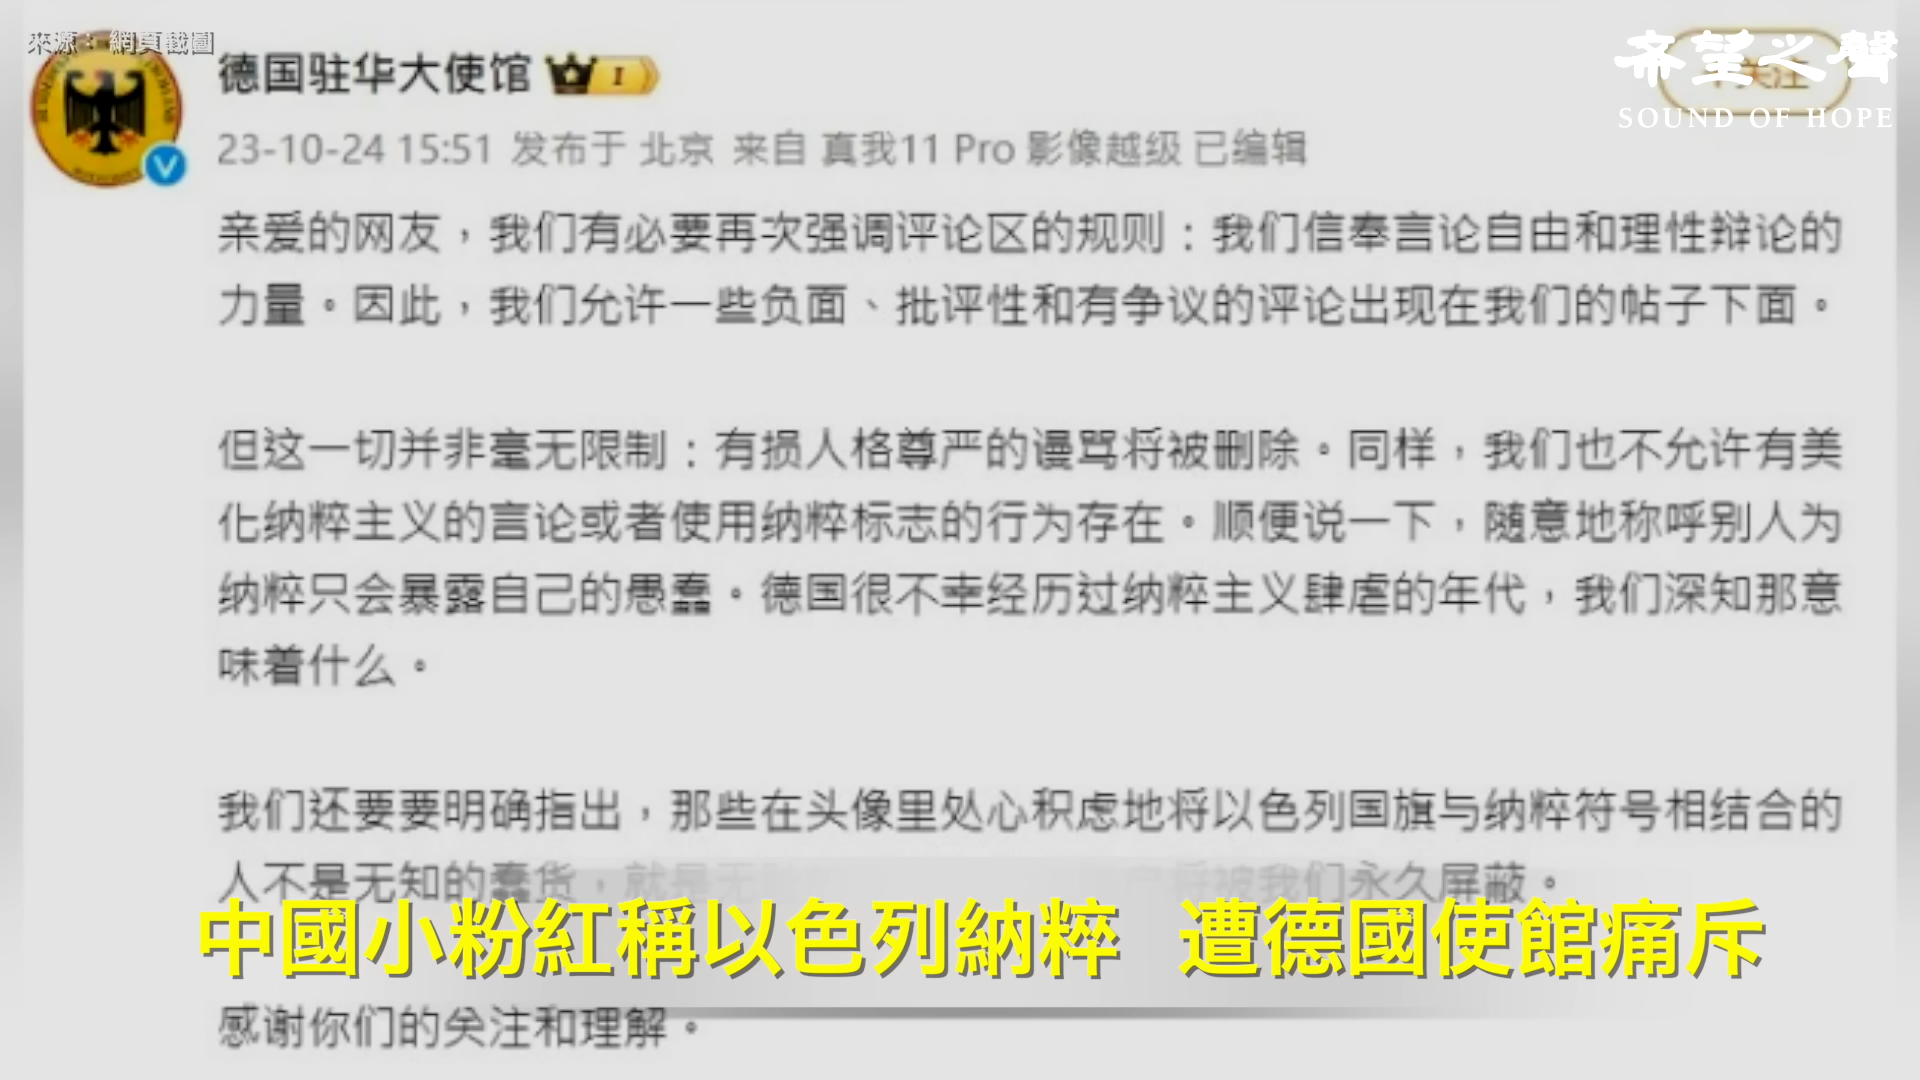 來源：網頁截圖
希望之聲
SOUND OF HOPE
关注
德国驻华大使馆 I
23-10-24 15:51 发布于 北京 来自 真我11 Pro 影像越级 已编辑
亲爱的网友，我们有必要再次强调评论区的规则：我们信奉言论自由和理性辩论的
力量。因此，我们允许一些负面、批评性和有争议的评论出现在我们的帖子下面。
但这一切并非毫无限制：有损人格尊严的谩骂将被删除。同样，我们也不允许有美
化纳粹主义的言论或者使用纳粹标志的行为存在。顺便说一下，随意地称呼别人为
纳粹只会暴露自己的愚蠢。德国很不幸经历过纳粹主义肆虐的年代，我们深知那意
味着什么。
我们还要要明确指出，那些在头像里处心积虑地将以色列国旗与纳粹符号相结合的
人不是无知的蠢货，就是无 将被我们永久屏蔽。
中國小粉紅稱以色列納粹 遭德國使館痛斥
感谢你们的关注和理解。